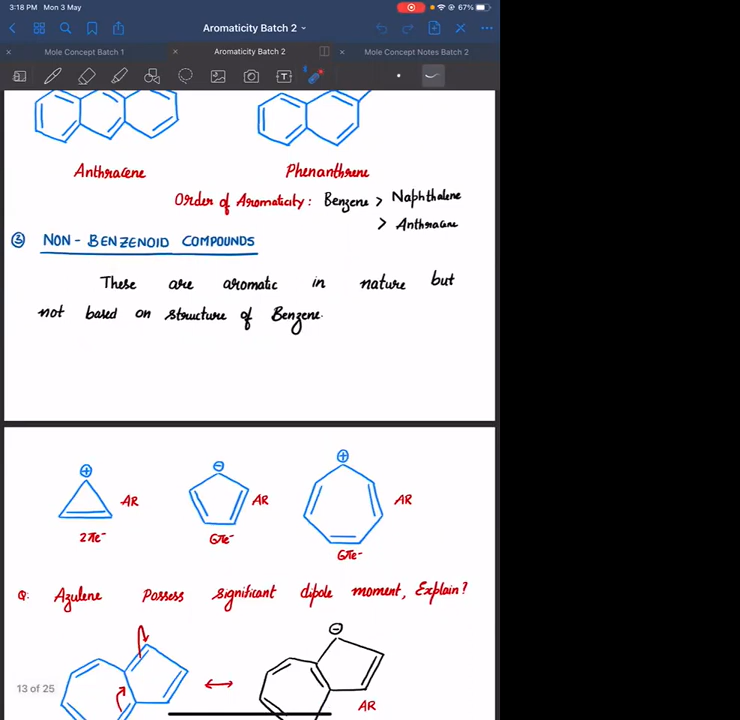 3:18 PM Mon 3 May
67%
Aromaticity Batch 2
Mole Concept Batch 1
Aromaticity Batch 2
Mole Concept Notes Batch 2
Anthracene
Phenanthrene
Order of Aromaticity: Benzene > Naphthalene
> Anthracene
③ NON-BENZENOID COMPOUNDS
These are aromatic in nature but
not based on structure of Benzene.
⊕ ⊖ ⊕
AR AR AR
2πe⁻ 6πe⁻ 6πe⁻
Q: Azulene Possess significant dipole moment, Explain?
⊖
13 of 25
AR